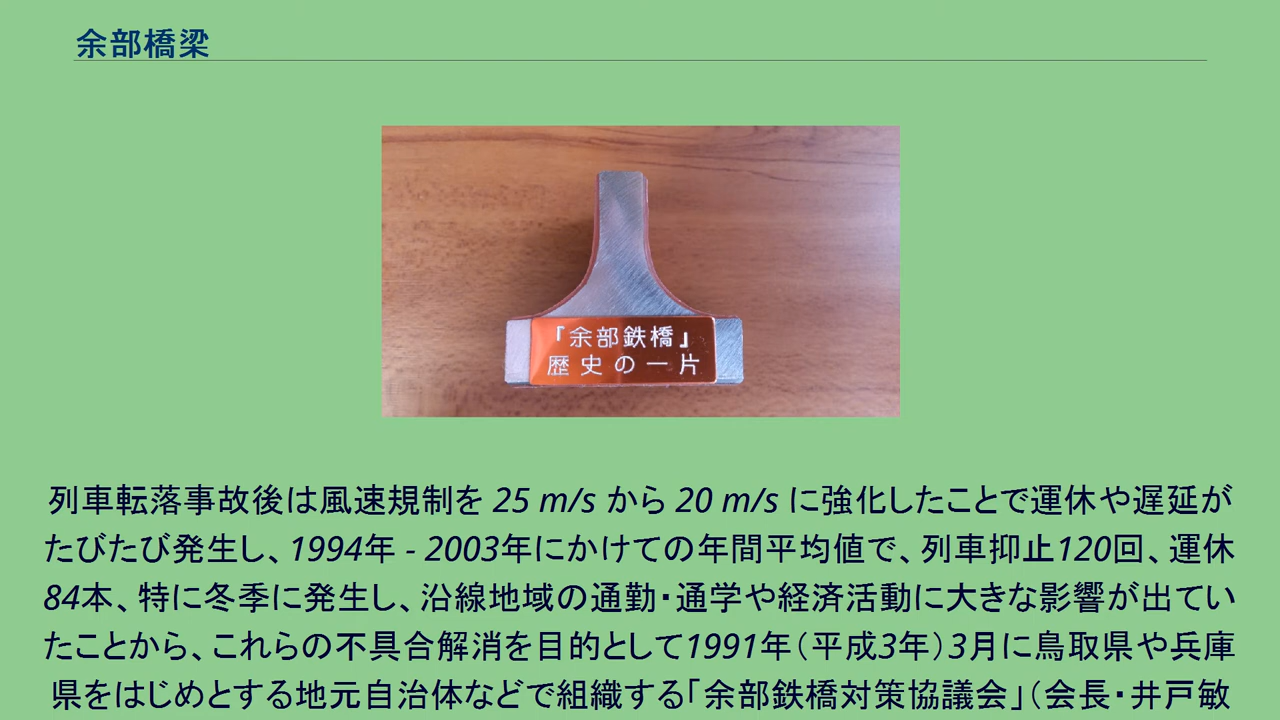 余部橋梁
『余部鉄橋』
歴史の一片
列車転落事故後は風速規制を 25 m/s から 20 m/s に強化したことで運休や遅延が
たびたび発生し、1994年 - 2003年にかけての年間平均値で、列車抑止120回、運休
84本、特に冬季に発生し、沿線地域の通勤・通学や経済活動に大きな影響が出てい
たことから、これらの不具合解消を目的として1991年（平成3年）3月に鳥取県や兵庫
県をはじめとする地元自治体などで組織する「余部鉄橋対策協議会」（会長・井戸敏